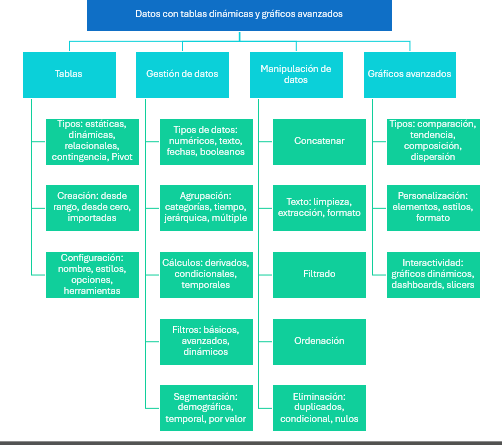 Datos con tablas dinámicas y gráficos avanzados
Tablas
Tipos: estáticas,
dinámicas,
relacionales,
contingencia, Pivot
Creación: desde
rango, desde cero,
importadas
Configuración:
nombre, estilos,
opciones,
herramientas
Gestión de datos
Tipos de datos:
numéricos, texto,
fechas, booleanos
Agrupación:
categorías, tiempo,
jerárquica, múltiple
Cálculos: derivados,
condicionales,
temporales
Filtros: básicos,
avanzados,
dinámicos
Segmentación:
demográfica,
temporal, por valor
Manipulación de
datos
Concatenar
Texto: limpieza,
extracción, formato
Filtrado
Ordenación
Eliminación:
duplicados,
condicional, nulos
Gráficos avanzados
Tipos: comparación,
tendencia,
composición,
dispersión
Personalización:
elementos, estilos,
formato
Interactividad:
gráficos dinámicos,
dashboards, slicers